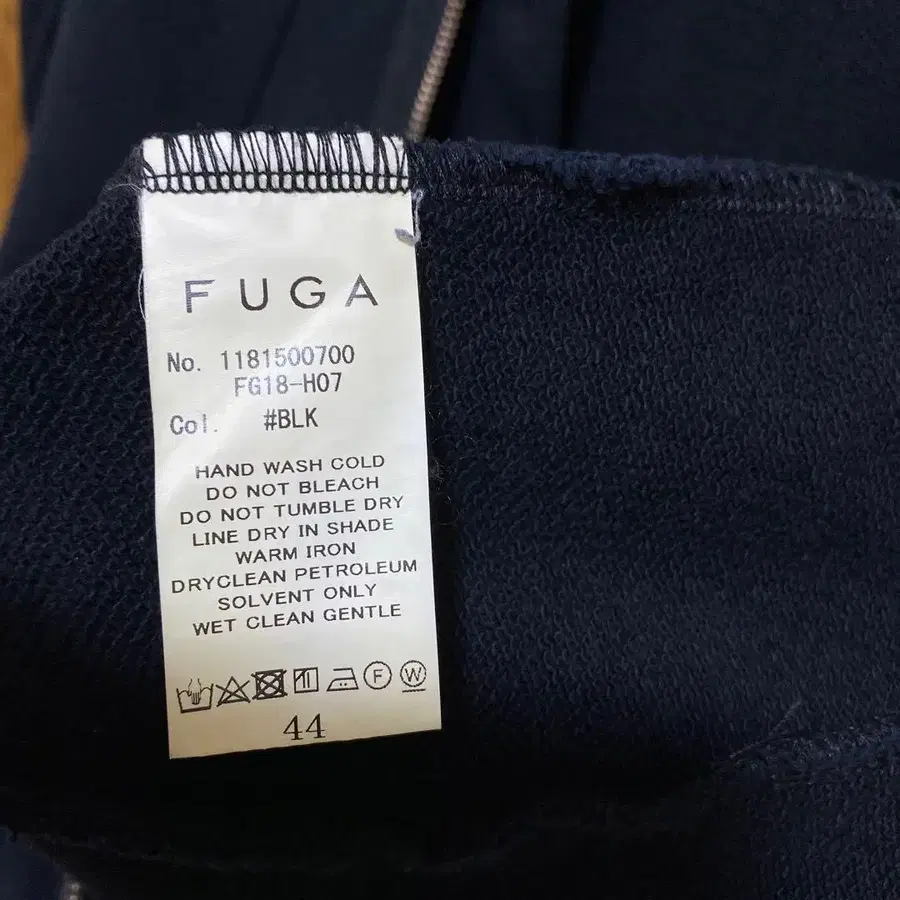 FUGA
No. 1181500700
FG18-H07
Col. #BLK
HAND WASH COLD
DO NOT BLEACH
DO NOT TUMBLE DRY
LINE DRY IN SHADE
WARM IRON
DRYCLEAN PETROLEUM
SOLVENT ONLY
WET CLEAN GENTLE
F W
44